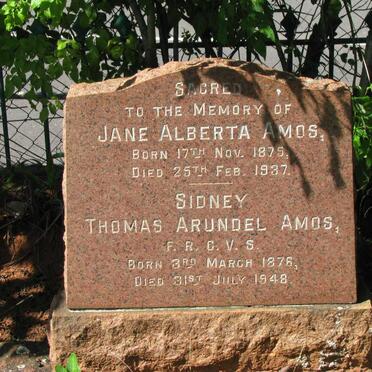 Sacred
to the Memory of
Jane Alberta Amos,
Born 17th Nov. 1875.
Died 25th Feb. 1937.
Sidney
Thomas Arundel Amos,
F. R. C. V. S.
Born 3rd March 1876,
Died 31st July 1948.